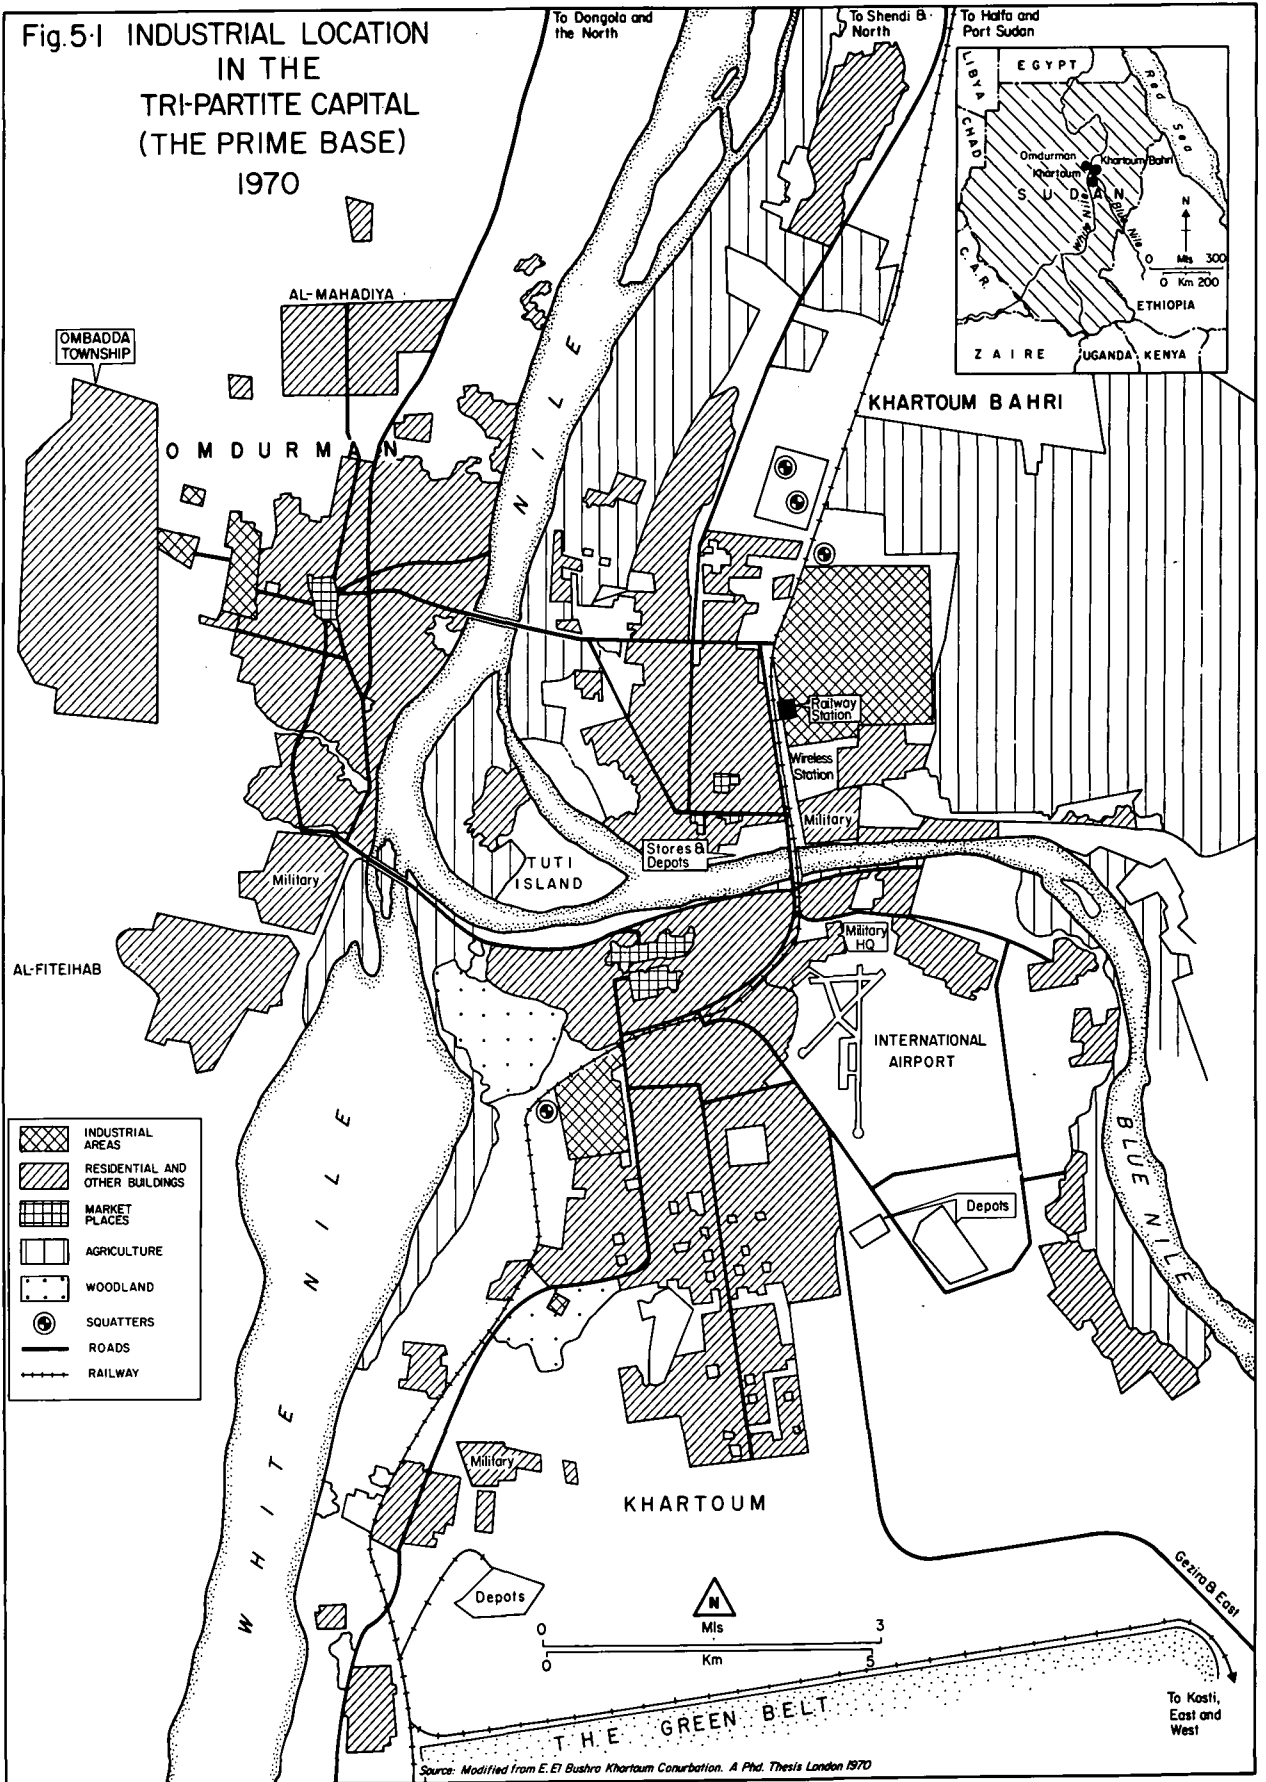 Fig.5·1 INDUSTRIAL LOCATION
IN THE
TRI-PARTITE CAPITAL
(THE PRIME BASE)
1970
To Dongola and
the North
To Shendi &
North
To Halfa and
Port Sudan
LIBYA
EGYPT
Red Sea
CHAD
Omdurman
Khartoum Bahri
Khartoum
SUDAN
White Nile
Blue Nile
N
0 Mls 300
0 Km 200
C.A.R.
ETHIOPIA
ZAIRE
UGANDA
KENYA
AL-MAHADIYA
OMBADDA
TOWNSHIP
OMDURMAN
NILE
KHARTOUM BAHRI
Railway
Station
Wireless
Station
Military
Stores &
Depots
TUTI
ISLAND
Military
Military
HQ
AL-FITEIHAB
INTERNATIONAL
AIRPORT
BLUE NILE
Depots
INDUSTRIAL
AREAS
RESIDENTIAL AND
OTHER BUILDINGS
MARKET
PLACES
AGRICULTURE
WOODLAND
SQUATTERS
ROADS
RAILWAY
WHITE NILE
Military
KHARTOUM
Depots
N
0 Mls 3
0 Km 5
Gezira & East
THE GREEN BELT
To Kosti,
East and
West
Source: Modified from E. El Bushra Khartoum Conurbation. A Phd. Thesis London 1970